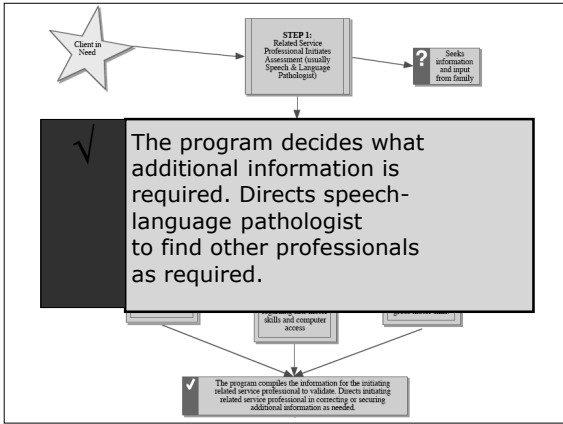 Client in
Need
STEP 1:
Related Service
Professional Initiates
Assessment (usually
Speech & Language
Pathologist)
?
Seeks
information
and input
from family
√
The program decides what
additional information is
required. Directs speech-
language pathologist
to find other professionals
as required.
skills and computer
access
✓
The program compiles the information for the initiating
related service professional to validate. Directs initiating
related service professional in correcting or securing
additional information as needed.